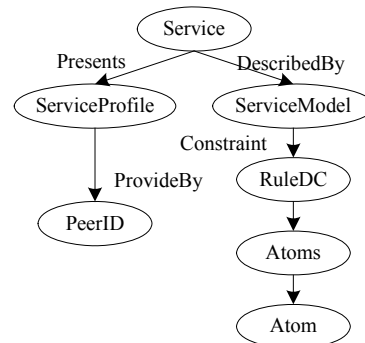 Service
Presents
DescribedBy
ServiceProfile
ServiceModel
Constraint
ProvideBy
RuleDC
PeerID
Atoms
Atom